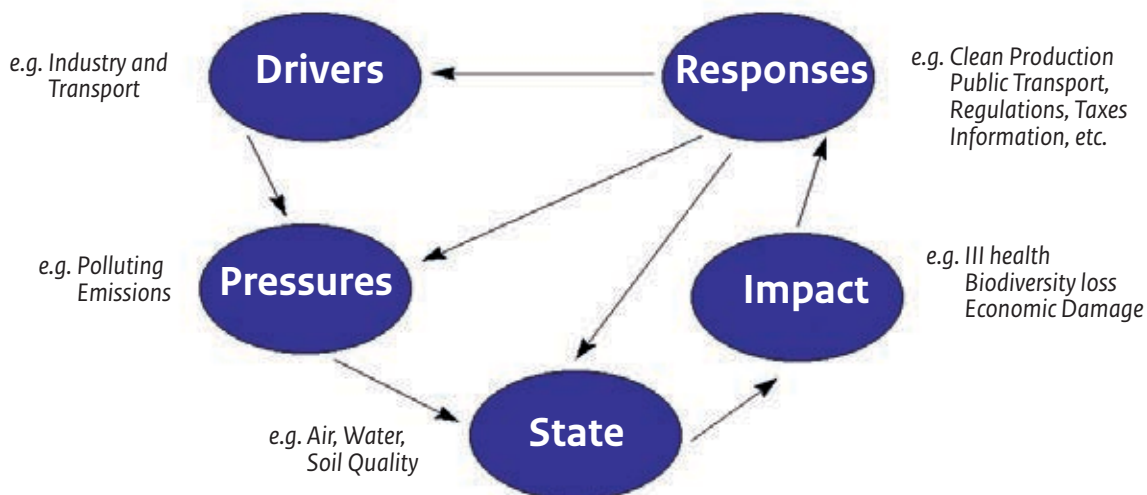 Drivers
e.g. Industry and
Transport
Responses
e.g. Clean Production
Public Transport,
Regulations, Taxes
Information, etc.
Pressures
e.g. Polluting
Emissions
Impact
e.g. III health
Biodiversity loss
Economic Damage
State
e.g. Air, Water,
Soil Quality